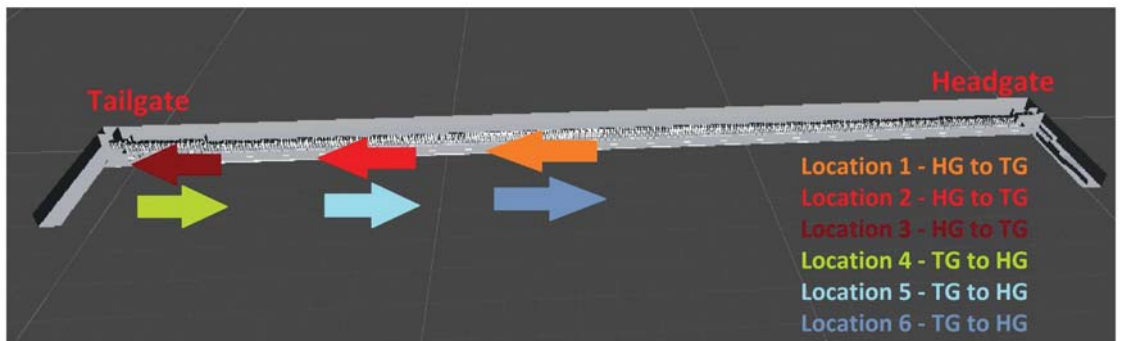 Tailgate
Headgate
Location 1 - HG to TG
Location 2 - HG to TG
Location 3 - HG to TG
Location 4 - TG to HG
Location 5 - TG to HG
Location 6 - TG to HG